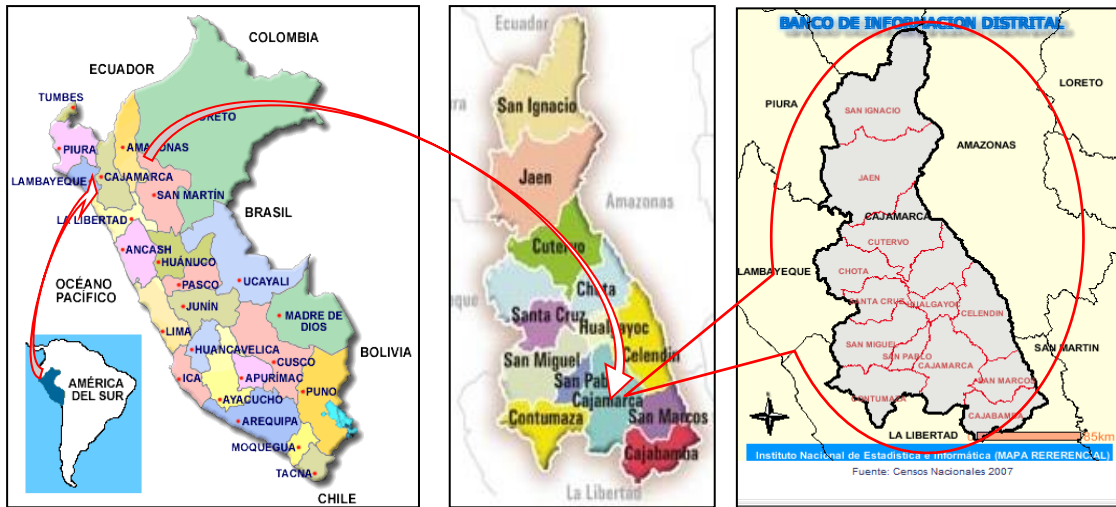 COLOMBIA
ECUADOR
TUMBES
PIURA
AMAZONAS
LAMBAYEQUE
CAJAMARCA
SAN MARTÍN
LA LIBERTAD
BRASIL
ANCASH
HUÁNUCO
OCÉANO
PACÍFICO
PASCO
UCAYALI
JUNÍN
LIMA
MADRE DE
DIOS
HUANCAVELICA
CUSCO
BOLIVIA
ICA
APURÍMAC
PUNO
AYACUCHO
AREQUIPA
MOQUEGUA
TACNA
CHILE
AMÉRICA
DEL SUR
Ecuador
San Ignacio
Jaen
Amazonas
Cutervo
Chota
Santa Cruz
Hualgayoc
San Miguel
Celendin
San Pablo
Cajamarca
Contumaza
San Marcos
Cajabamba
La Libertad
BANCO DE INFORMACION DISTRITAL
LORETO
PIURA
SAN IGNACIO
AMAZONAS
JAEN
CAJAMARCA
CUTERVO
LAMBAYEQUE
CHOTA
SANTA CRUZ
HUALGAYOC
CELENDIN
SAN MIGUEL
SAN PABLO
CAJAMARCA
SAN MARTIN
SAN MARCOS
CONTUMAZA
CAJABAMBA
LA LIBERTAD
85km
Instituto Nacional de Estadística e Informática (MAPA RERERENCIAL)
Fuente: Censos Nacionales 2007